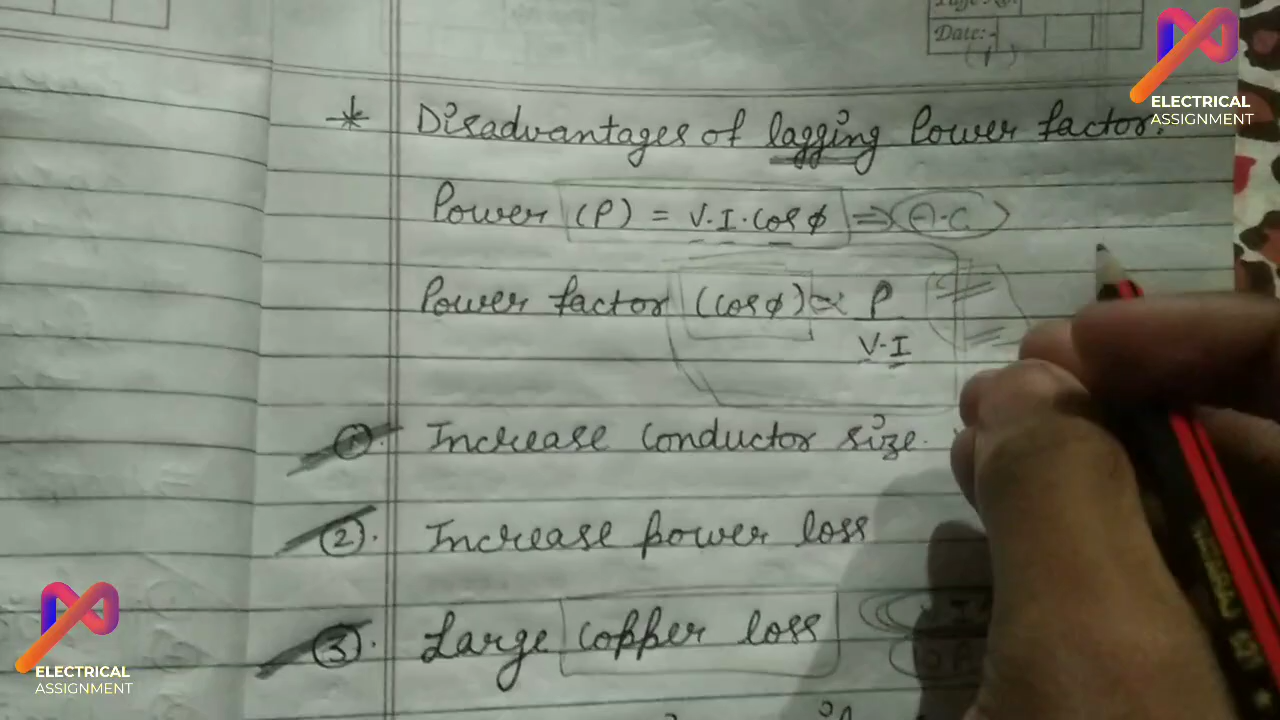 Date:-
ELECTRICAL
ASSIGNMENT
* Disadvantages of lagging Power factor.
Power (P) = V.I.cosϕ ⇒ A.C
Power factor (cosϕ) = P
V.I
①. Increase Conductor size.
②. Increase power loss
③. Large Copper loss
ELECTRICAL
ASSIGNMENT